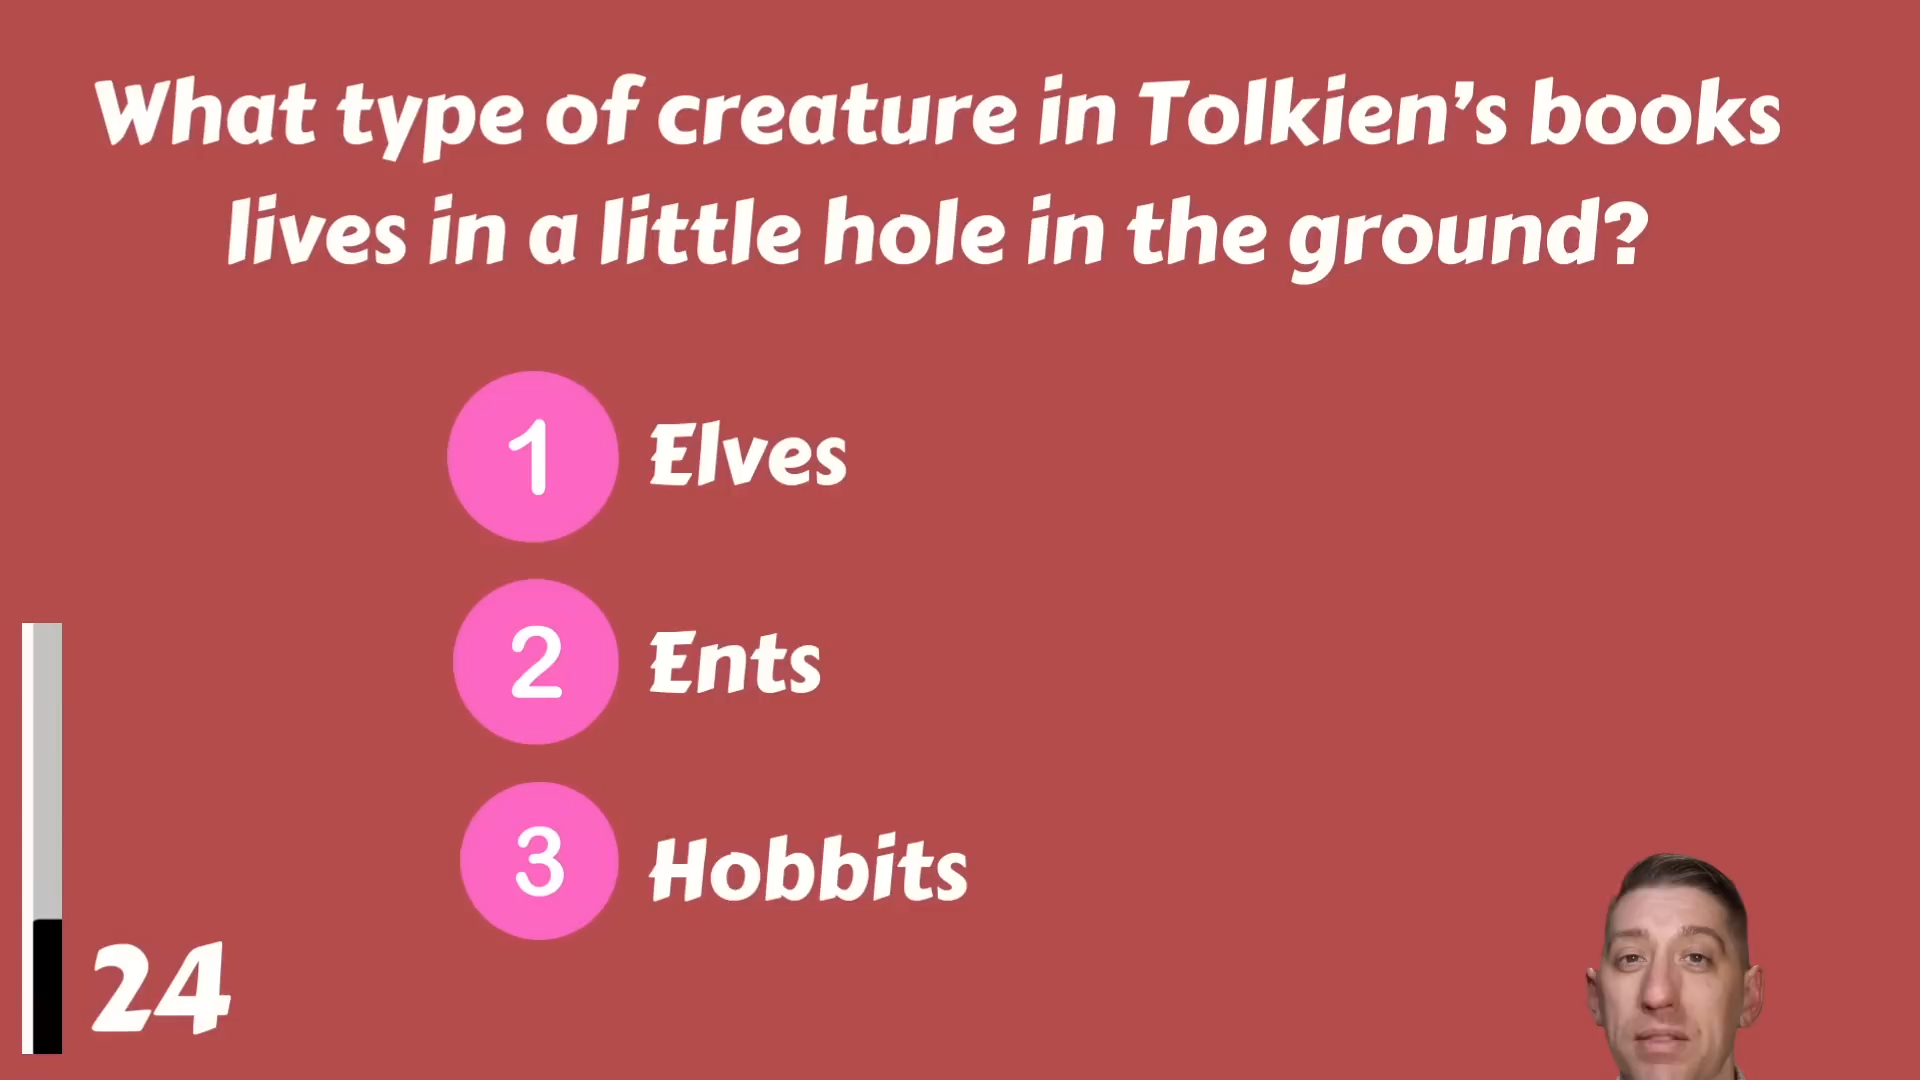 What type of creature in Tolkien's books
lives in a little hole in the ground?
1 Elves
2 Ents
3 Hobbits
24